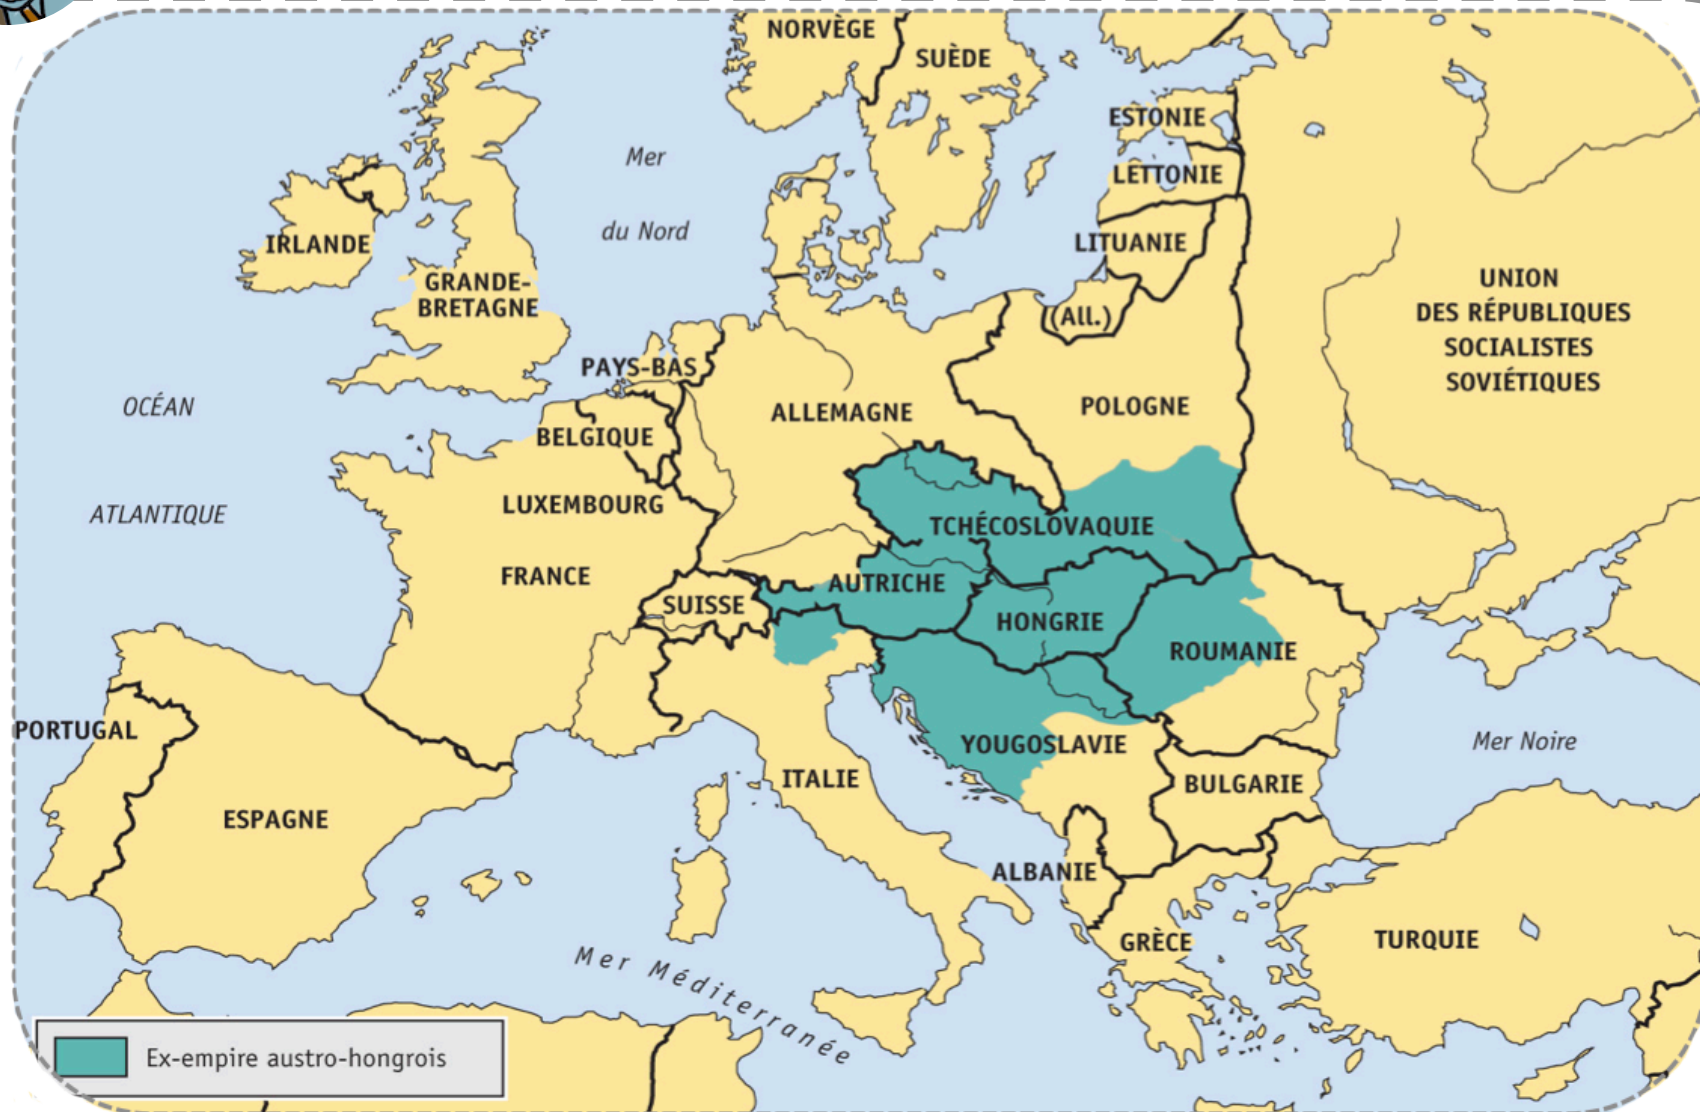 NORVÈGE
SUÈDE
ESTONIE
Mer
LETTONIE
du Nord
IRLANDE
LITUANIE
GRANDE-
BRETAGNE
UNION
DES RÉPUBLIQUES
SOCIALISTES
SOVIÉTIQUES
(All.)
PAYS-BAS
OCÉAN
ALLEMAGNE
POLOGNE
BELGIQUE
LUXEMBOURG
ATLANTIQUE
TCHÉCOSLOVAQUIE
FRANCE
AUTRICHE
SUISSE
HONGRIE
ROUMANIE
PORTUGAL
YOUGOSLAVIE
Mer Noire
ITALIE
BULGARIE
ESPAGNE
ALBANIE
GRÈCE
TURQUIE
Mer Méditerranée
Ex-empire austro-hongrois